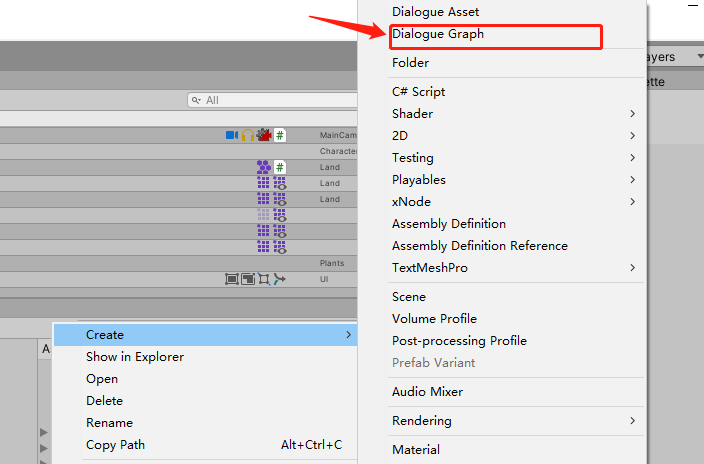 Dialogue Asset
Dialogue Graph
ayers
ette
Folder
All
C# Script
Shader
2D
Testing
Playables
xNode
Assembly Definition
Assembly Definition Reference
TextMeshPro
Scene
Volume Profile
Post-processing Profile
Prefab Variant
Audio Mixer
Rendering
Material
MainCam
Character
Land
Land
Land
Plants
UI
A
Create
Show in Explorer
Open
Delete
Rename
Copy Path Alt+Ctrl+C